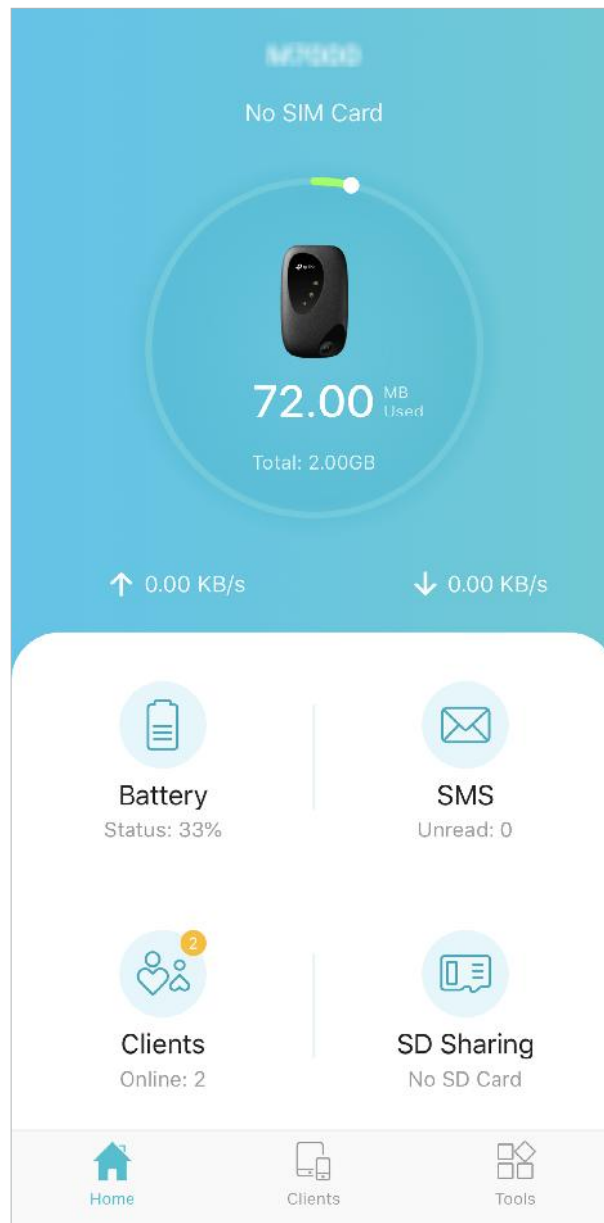 No SIM Card
72.00 MB Used
Total: 2.00GB
↑ 0.00 KB/s ↓ 0.00 KB/s
Battery SMS
Status: 33% Unread: 0
2
Clients SD Sharing
Online: 2 No SD Card
Home Clients Tools